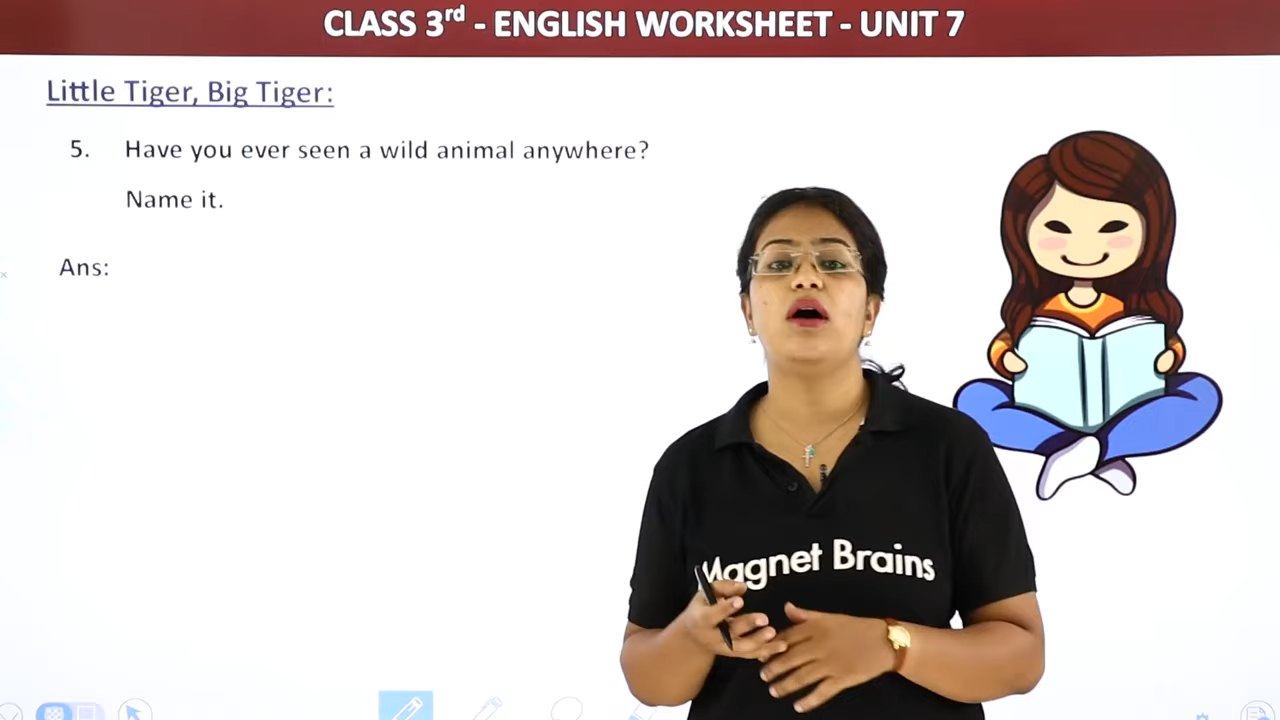 CLASS 3rd - ENGLISH WORKSHEET - UNIT 7
Little Tiger, Big Tiger:
5. Have you ever seen a wild animal anywhere?
Name it.
Ans:
Magnet Brains